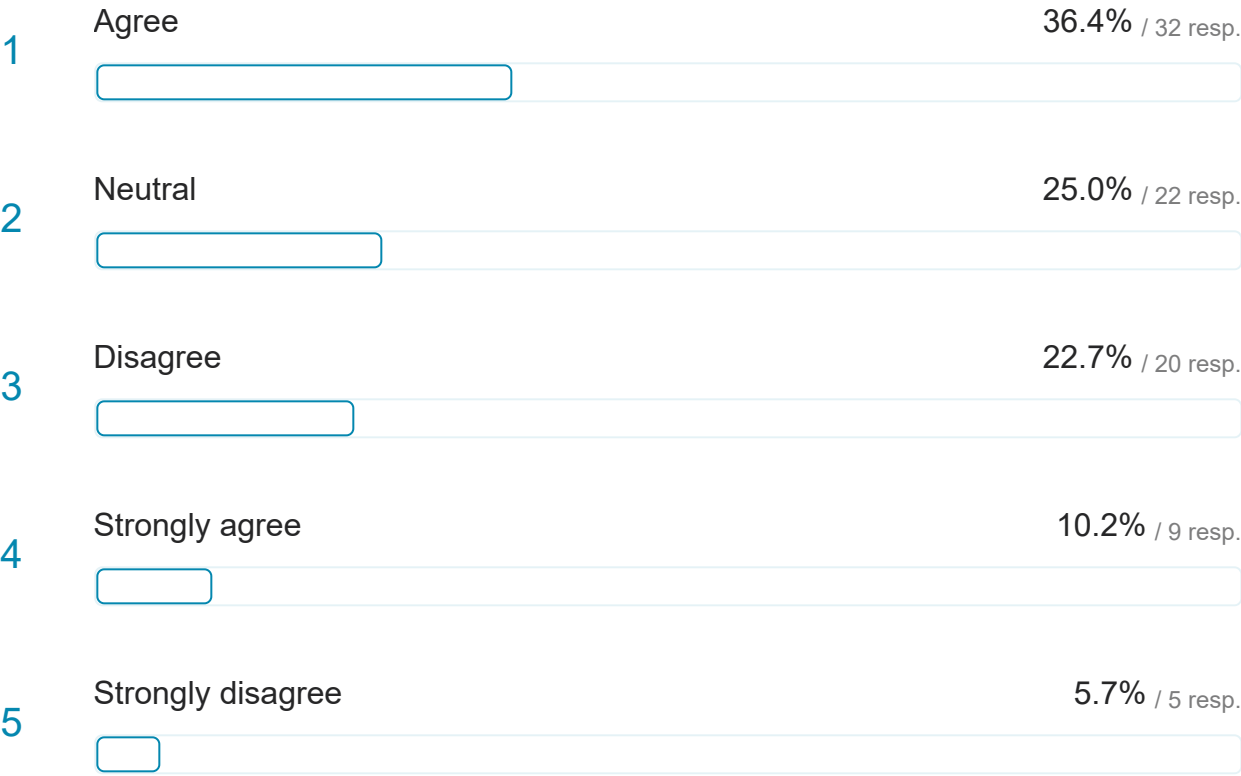 1 Agree 36.4% / 32 resp.
2 Neutral 25.0% / 22 resp.
3 Disagree 22.7% / 20 resp.
4 Strongly agree 10.2% / 9 resp.
5 Strongly disagree 5.7% / 5 resp.